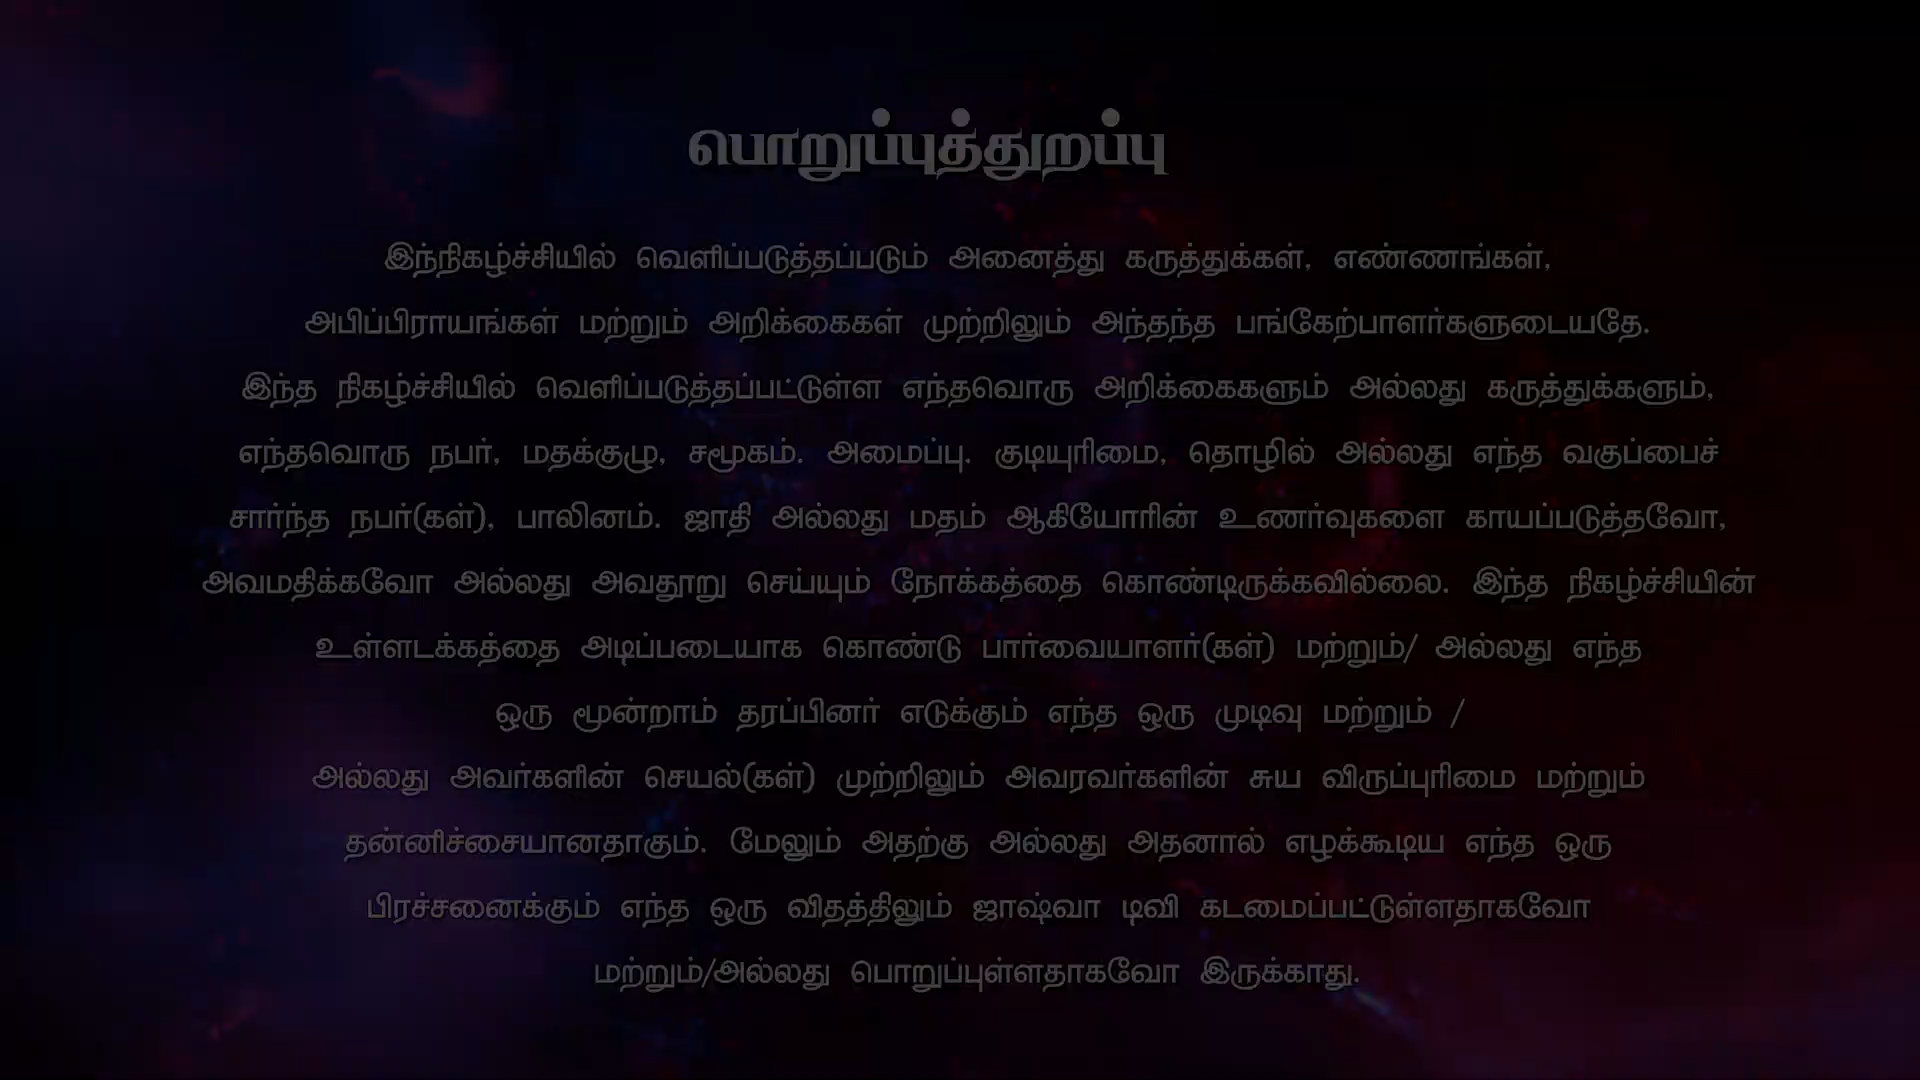 பொறுப்புத்துறப்பு
இந்நிகழ்ச்சியில் வெளிப்படுத்தப்படும் அனைத்து கருத்துக்கள், எண்ணங்கள்,
அபிப்பிராயங்கள் மற்றும் அறிக்கைகள் முற்றிலும் அந்தந்த பங்கேற்பாளர்களுடையதே.
இந்த நிகழ்ச்சியில் வெளிப்படுத்தப்பட்டுள்ள எந்தவொரு அறிக்கைகளும் அல்லது கருத்துக்களும்,
எந்தவொரு நபர், மதக்குழு, சமூகம். அமைப்பு. குடியுரிமை, தொழில் அல்லது எந்த வகுப்பைச்
சார்ந்த நபர்(கள்), பாலினம். ஜாதி அல்லது மதம் ஆகியோரின் உணர்வுகளை காயப்படுத்தவோ,
அவமதிக்கவோ அல்லது அவதூறு செய்யும் நோக்கத்தை கொண்டிருக்கவில்லை. இந்த நிகழ்ச்சியின்
உள்ளடக்கத்தை அடிப்படையாக கொண்டு பார்வையாளர்(கள்) மற்றும்/ அல்லது எந்த
ஒரு மூன்றாம் தரப்பினர் எடுக்கும் எந்த ஒரு முடிவு மற்றும் /
அல்லது அவர்களின் செயல்(கள்) முற்றிலும் அவரவர்களின் சுய விருப்புரிமை மற்றும்
தன்னிச்சையானதாகும். மேலும் அதற்கு அல்லது அதனால் எழக்கூடிய எந்த ஒரு
பிரச்சனைக்கும் எந்த ஒரு விதத்திலும் ஜாஷ்வா டிவி கடமைப்பட்டுள்ளதாகவோ
மற்றும்/அல்லது பொறுப்புள்ளதாகவோ இருக்காது.